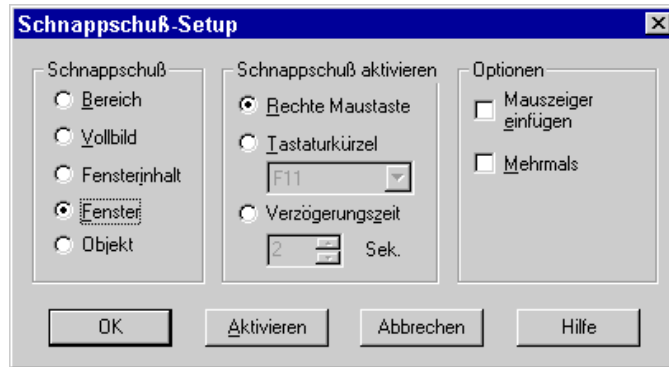 Schnappschuß-Setup
Schnappschuß
Bereich
Vollbild
Fensterinhalt
Fenster
Objekt
Schnappschuß aktivieren
Rechte Maustaste
Tastaturkürzel
F11
Verzögerungszeit
2 Sek.
Optionen
Mauszeiger
einfügen
Mehrmals
OK Aktivieren Abbrechen Hilfe